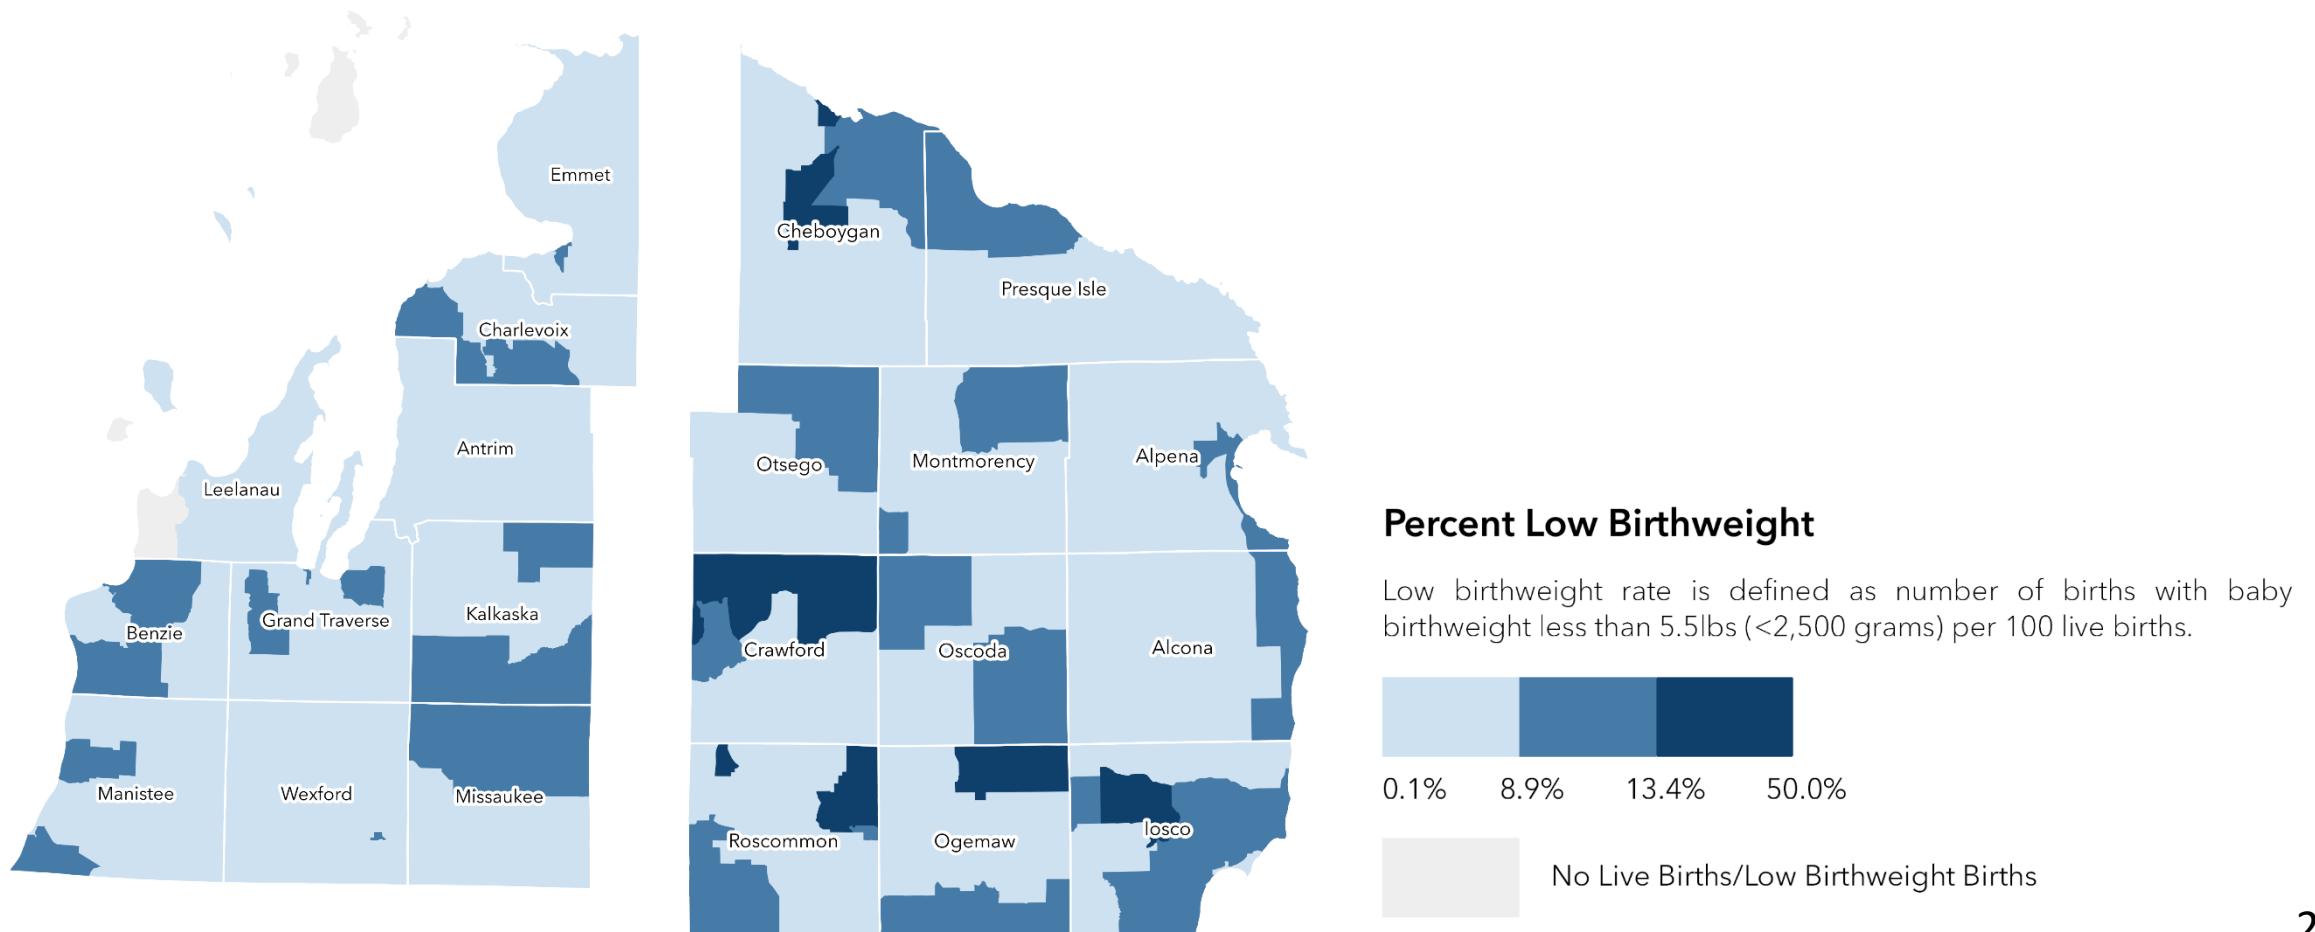 Emmet
Cheboygan
Presque Isle
Charlevoix
Antrim
Otsego
Montmorency
Alpena
Leelanau
Benzie
Grand Traverse
Kalkaska
Crawford
Oscoda
Alcona
Manistee
Wexford
Missaukee
Roscommon
Ogemaw
Iosco
Percent Low Birthweight
Low birthweight rate is defined as number of births with baby
birthweight less than 5.5lbs (<2,500 grams) per 100 live births.
0.1% 8.9% 13.4% 50.0%
No Live Births/Low Birthweight Births
2